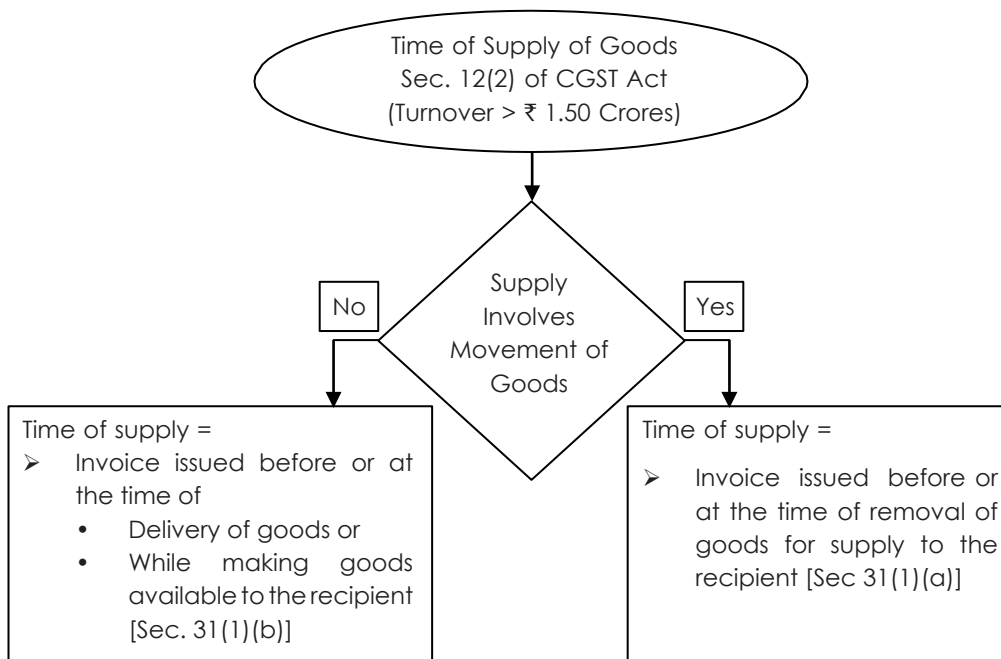 Time of Supply of Goods
Sec. 12(2) of CGST Act
(Turnover > ₹ 1.50 Crores)
Supply
Involves
Movement of
Goods
No
Yes
Time of supply =
➢ Invoice issued before or at
the time of
• Delivery of goods or
• While making goods
available to the recipient
[Sec. 31(1)(b)]
Time of supply =
➢ Invoice issued before or
at the time of removal of
goods for supply to the
recipient [Sec 31(1)(a)]